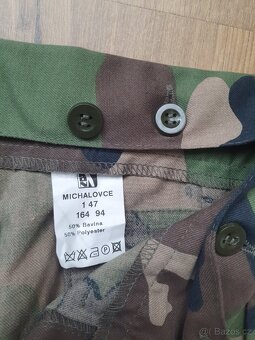 MICHALOVCE
1 47
164 94
50% Bavlna
50% Polyester
Bazos.cz